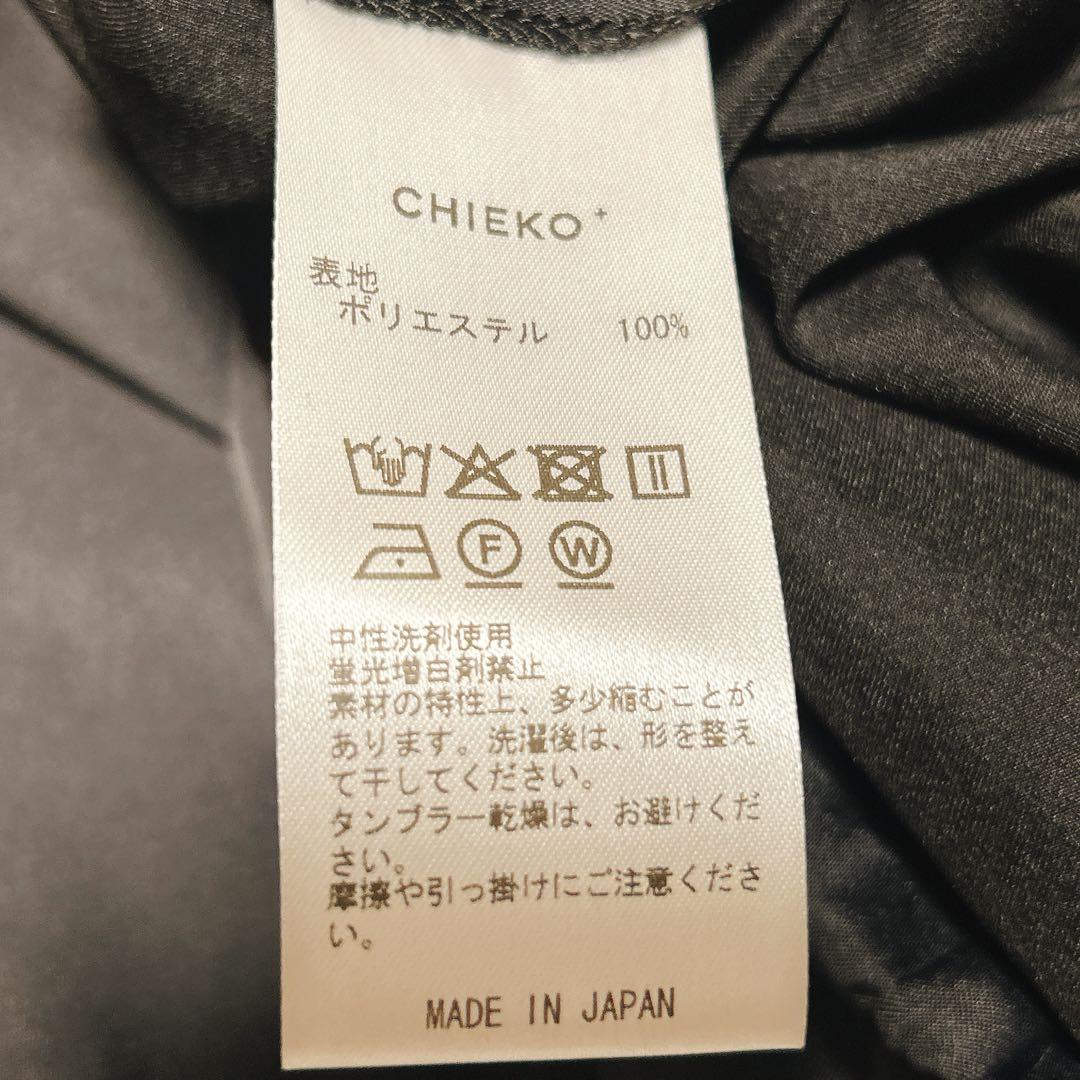 CHIEKO+
表地
ポリエステル 100%
F W
中性洗剤使用
蛍光増白剤禁止
素材の特性上、多少縮むことが
あります。洗濯後は、形を整え
て干してください。
タンブラー乾燥は、お避けくだ
さい。
摩擦や引っ掛けにご注意くださ
い。
MADE IN JAPAN